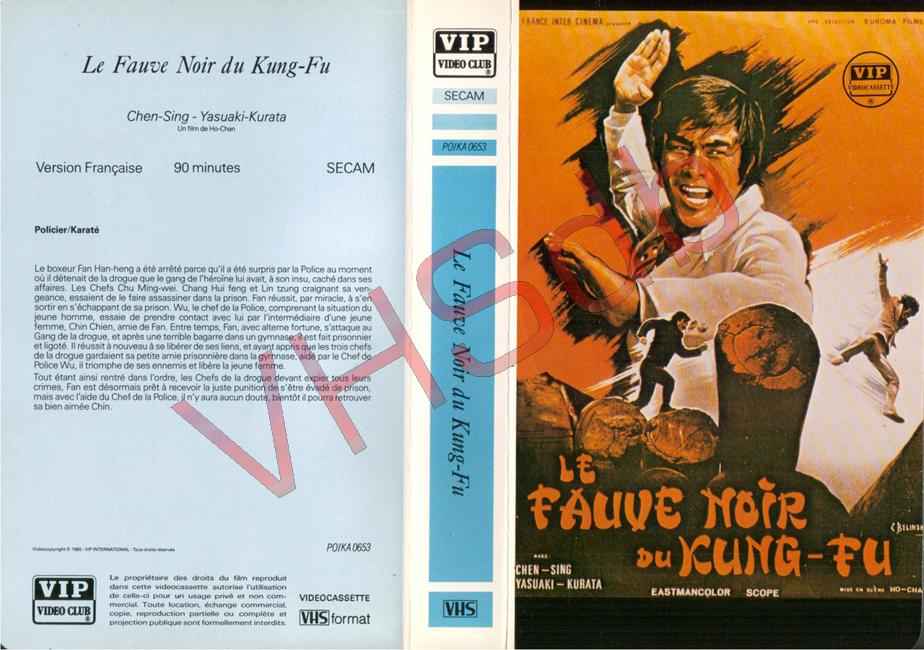 Le Fauve Noir du Kung-Fu
Chen-Sing - Yasuaki-Kurata
Un film de Ho-Chan
Version Française 90 minutes SECAM
Policier/Karaté
Le boxeur Fan Han-heng a été arrêté parce qu'il a été surpris par la Police au moment
où il détenait de la drogue que le gang de l'héroïne lui avait, à son insu, caché dans ses
affaires. Les Chefs Chu Ming-wei. Chang Hui feng et Lin tzung craignant sa ven-
geance, essaient de le faire assassiner dans la prison. Fan réussit, par miracle, à s'en
sortir en s'échappant de sa prison. Wu, le chef de la Police, comprenant la situation du
jeune homme, essaie de prendre contact avec lui par l'intermédiaire d'une jeune
femme, Chin Chien, amie de Fan. Entre temps, Fan, avec alterne fortune, s'attaque au
Gang de la drogue, et après une terrible bagarre dans un gymnase, il est fait prisonnier
et ligoté. Il réussit à nouveau à se libérer de ses liens, et ayant appris que les trois chefs
de la drogue gardaient sa petite amie prisonnière dans la gymnase, aidé par le Chef de
Police Wu, il triomphe de ses ennemis et libère la jeune femme.
Tout étant ainsi rentré dans l'ordre, les Chefs de la drogue devant expier tous leurs
crimes, Fan est désormais prêt à recevoir la juste punition de s'être évadé de prison,
mais avec l'aide du Chef de la Police, il n'y aura aucun doute, bientôt il pourra retrouver
sa bien aimée Chin.
Videocopyright © 1980 - VIP INTERNATIONAL - Tous droits réservés
POI KA 0653
VIP
VIDEO CLUB
®
Le propriétaire des droits du film reproduit
dans cette videocassette autorise l'utilisation
de celle-ci pour un usage privé et non com-
mercial. Toute location, échange commercial,
copie, reproduction partielle ou complète et
projection publique sont formellement interdits.
VIDEOCASSETTE
VHS format
VIP
VIDEO CLUB
®
SECAM
POI KA 0653
Le Fauve Noir du Kung-Fu
VHS
FRANCE INTER CINEMA presente
UNE SELECTION EUROMA FILMS
VIP
VIDEOCASSETTE
®
LE
FAUVE NOIR
DU KUNG-FU
AVEC:
CHEN-SING
YASUAKI-KURATA
EASTMANCOLOR SCOPE
MISE EN SCÈNE HO-CHA
VHSdb